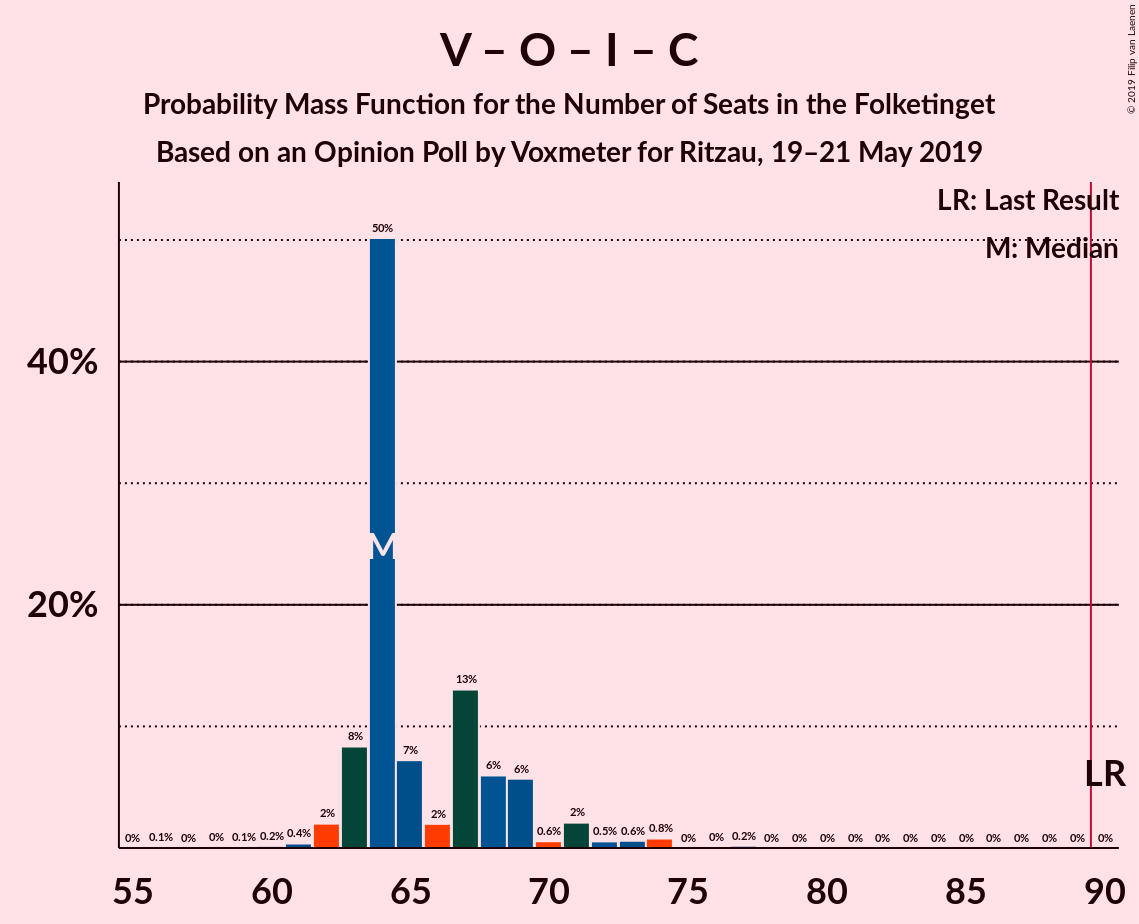 V – O – I – C
Probability Mass Function for the Number of Seats in the Folketinget
Based on an Opinion Poll by Voxmeter for Ritzau, 19–21 May 2019
© 2019 Filip van Laenen
LR: Last Result
M: Median
40%
20%
0% 0.1% 0% 0% 0.1% 0.2% 0.4% 2% 8% 50% 7% 2% 13% 6% 6% 0.6% 2% 0.5% 0.6% 0.8% 0% 0% 0.2% 0% 0% 0% 0% 0% 0% 0% 0% 0% 0% 0% 0% 0%
M
LR
55 60 65 70 75 80 85 90